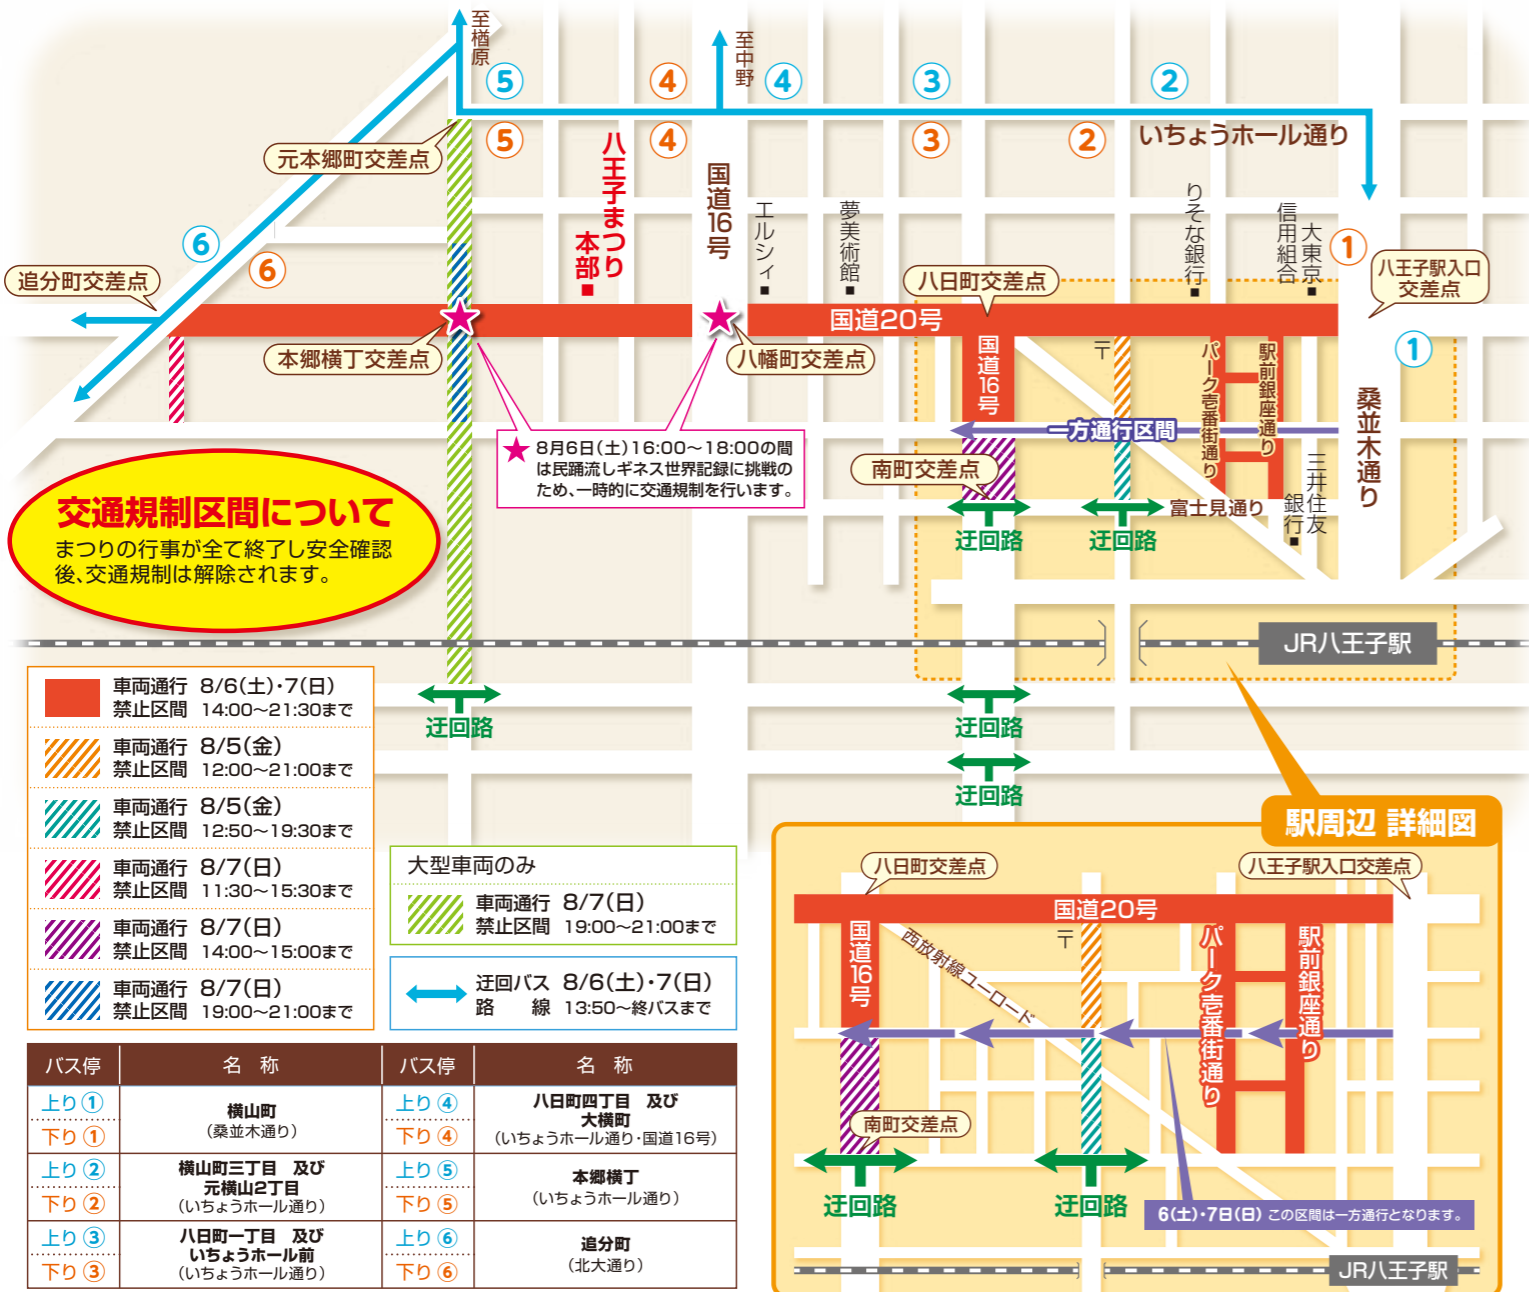 至楢原
至中野
⑤
④
④
③
②
⑤
④
③
②
いちょうホール通り
元本郷町交差点
八王子まつり
本部
国道16号
エルシィ
夢美術館
りそな銀行
大東京
信用組合
①
八王子駅入口
交差点
⑥
⑥
追分町交差点
八日町交差点
国道20号
本郷横丁交差点
八幡町交差点
国道16号
〒
パーク壱番街通り
駅前銀座通り
①
桑並木通り
一方通行区間
★ 8月6日(土)16:00〜18:00の間
は民踊流しギネス世界記録に挑戦の
ため、一時的に交通規制を行います。
南町交差点
富士見通り
三井住友
銀行
迂回路
迂回路
交通規制区間について
まつりの行事が全て終了し安全確認
後、交通規制は解除されます。
JR八王子駅
迂回路
迂回路
迂回路
車両通行 8/6(土)・7(日)
禁止区間 14:00〜21:30まで
車両通行 8/5(金)
禁止区間 12:00〜21:00まで
車両通行 8/5(金)
禁止区間 12:50〜19:30まで
車両通行 8/7(日)
禁止区間 11:30〜15:30まで
車両通行 8/7(日)
禁止区間 14:00〜15:00まで
車両通行 8/7(日)
禁止区間 19:00〜21:00まで
大型車両のみ
車両通行 8/7(日)
禁止区間 19:00〜21:00まで
迂回バス 8/6(土)・7(日)
路 線 13:50〜終バスまで
バス停 名 称 バス停 名 称
上り① 横山町 上り④ 八日町四丁目 及び
大横町
下り① (桑並木通り) 下り④ (いちょうホール通り・国道16号)
上り② 横山町三丁目 及び 上り⑤ 本郷横丁
元横山2丁目
下り② (いちょうホール通り) 下り⑤ (いちょうホール通り)
上り③ 八日町一丁目 及び 上り⑥ 追分町
いちょうホール前
下り③ (いちょうホール通り) 下り⑥ (北大通り)
駅周辺 詳細図
八日町交差点
八王子駅入口交差点
国道20号
国道16号
西放射線ユーロード
〒
パーク壱番街通り
駅前銀座通り
南町交差点
迂回路
迂回路
6(土)・7日(日) この区間は一方通行となります。
JR八王子駅